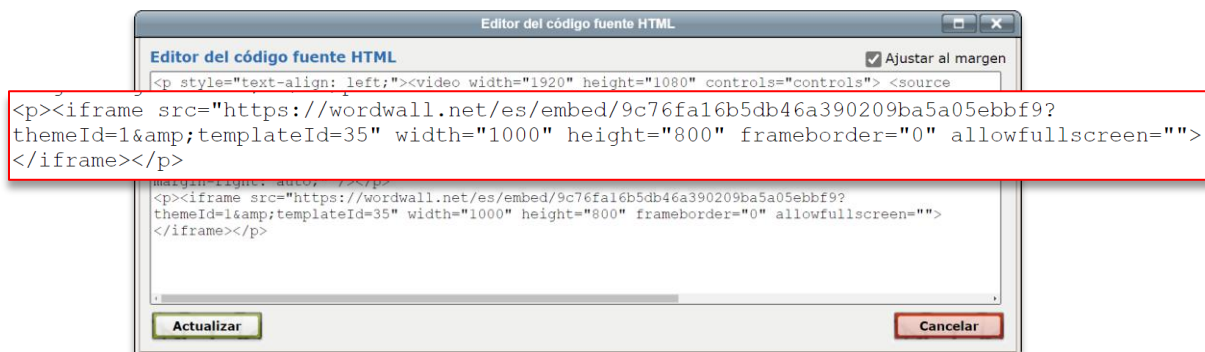 Editor del código fuente HTML
Editor del código fuente HTML
Ajustar al margen
<p style="text-align: left;"><video width="1920" height="1080" controls="controls"> <source
<p><iframe src="https://wordwall.net/es/embed/9c76fa16b5db46a390209ba5a05ebbf9?
themeId=1&amp;templateId=35" width="1000" height="800" frameborder="0" allowfullscreen="">
</iframe></p>
margin-right: auto;" /></p>
<p><iframe src="https://wordwall.net/es/embed/9c76fa16b5db46a390209ba5a05ebbf9?
themeId=1&amp;templateId=35" width="1000" height="800" frameborder="0" allowfullscreen="">
</iframe></p>
Actualizar
Cancelar